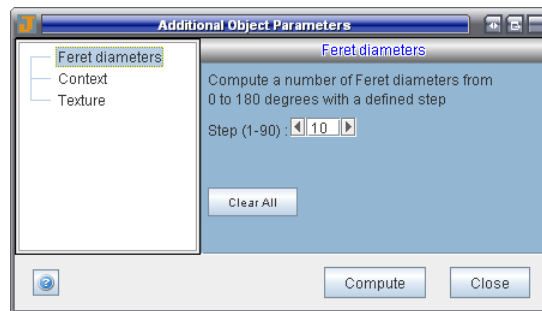 Additional Object Parameters
Feret diameters
Context
Texture
Feret diameters
Compute a number of Feret diameters from
0 to 180 degrees with a defined step
Step (1-90) : 10
Clear All
? Compute Close